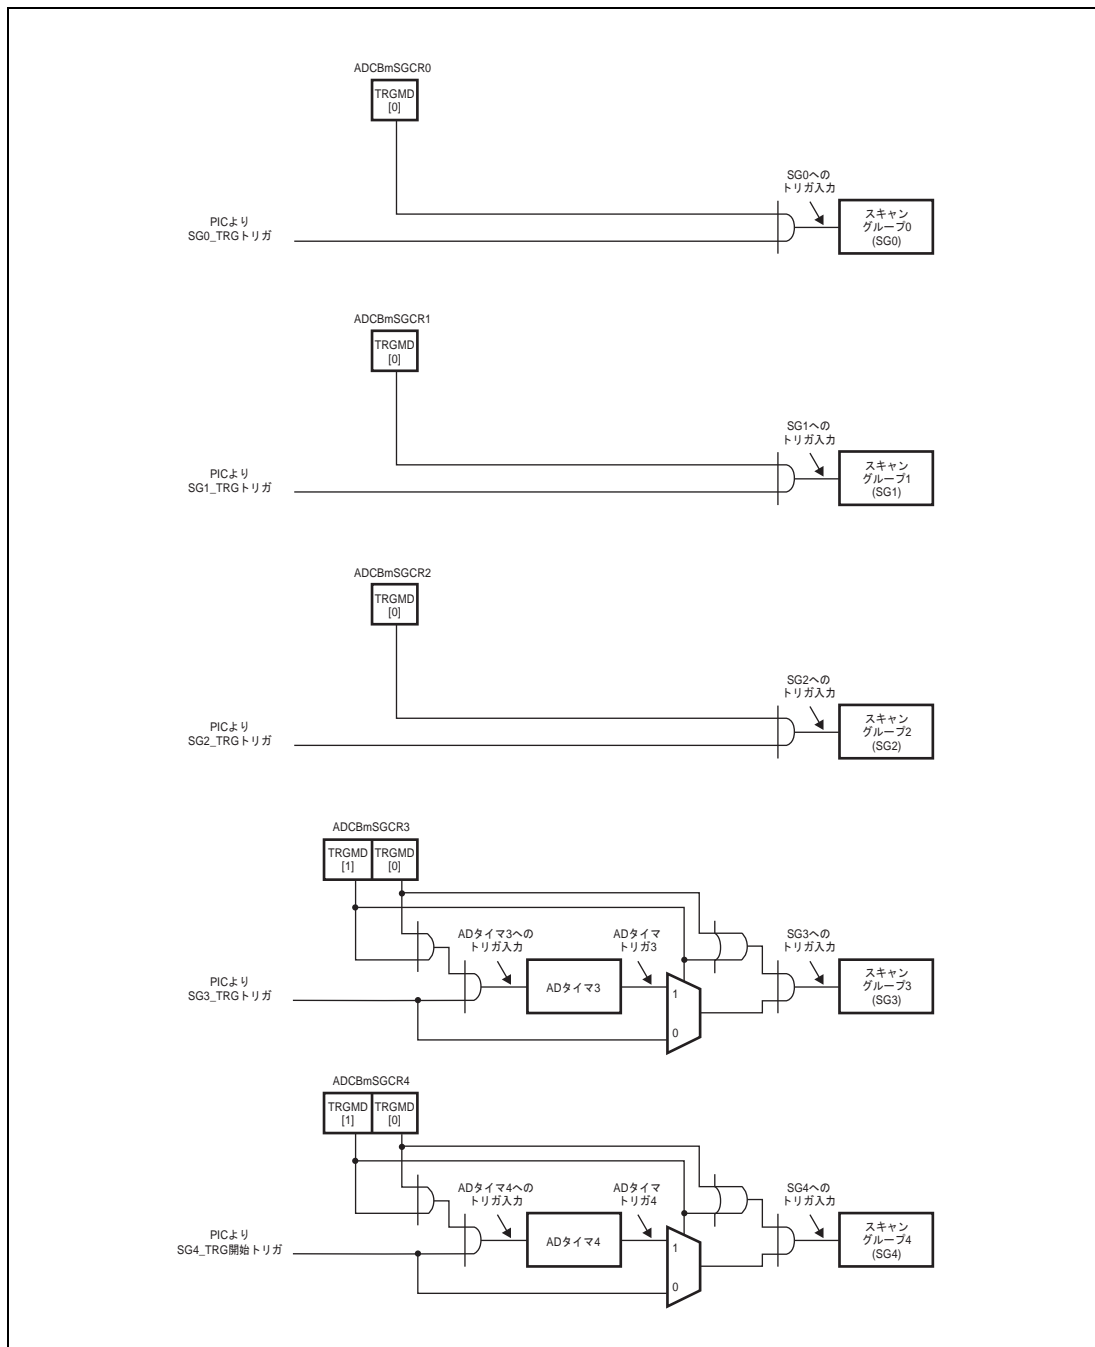 ADCBmSGCR0
TRGMD
[0]
SG0への
トリガ入力
PICより
SG0_TRGトリガ
スキャン
グループ0
(SG0)
ADCBmSGCR1
TRGMD
[0]
SG1への
トリガ入力
PICより
SG1_TRGトリガ
スキャン
グループ1
(SG1)
ADCBmSGCR2
TRGMD
[0]
SG2への
トリガ入力
PICより
SG2_TRGトリガ
スキャン
グループ2
(SG2)
ADCBmSGCR3
TRGMD
[1]
TRGMD
[0]
ADタイマ3への
トリガ入力
ADタイマ
トリガ3
SG3への
トリガ入力
PICより
SG3_TRGトリガ
ADタイマ3
1
0
スキャン
グループ3
(SG3)
ADCBmSGCR4
TRGMD
[1]
TRGMD
[0]
ADタイマ4への
トリガ入力
ADタイマ
トリガ4
SG4への
トリガ入力
PICより
SG4_TRG開始トリガ
ADタイマ4
1
0
スキャン
グループ4
(SG4)